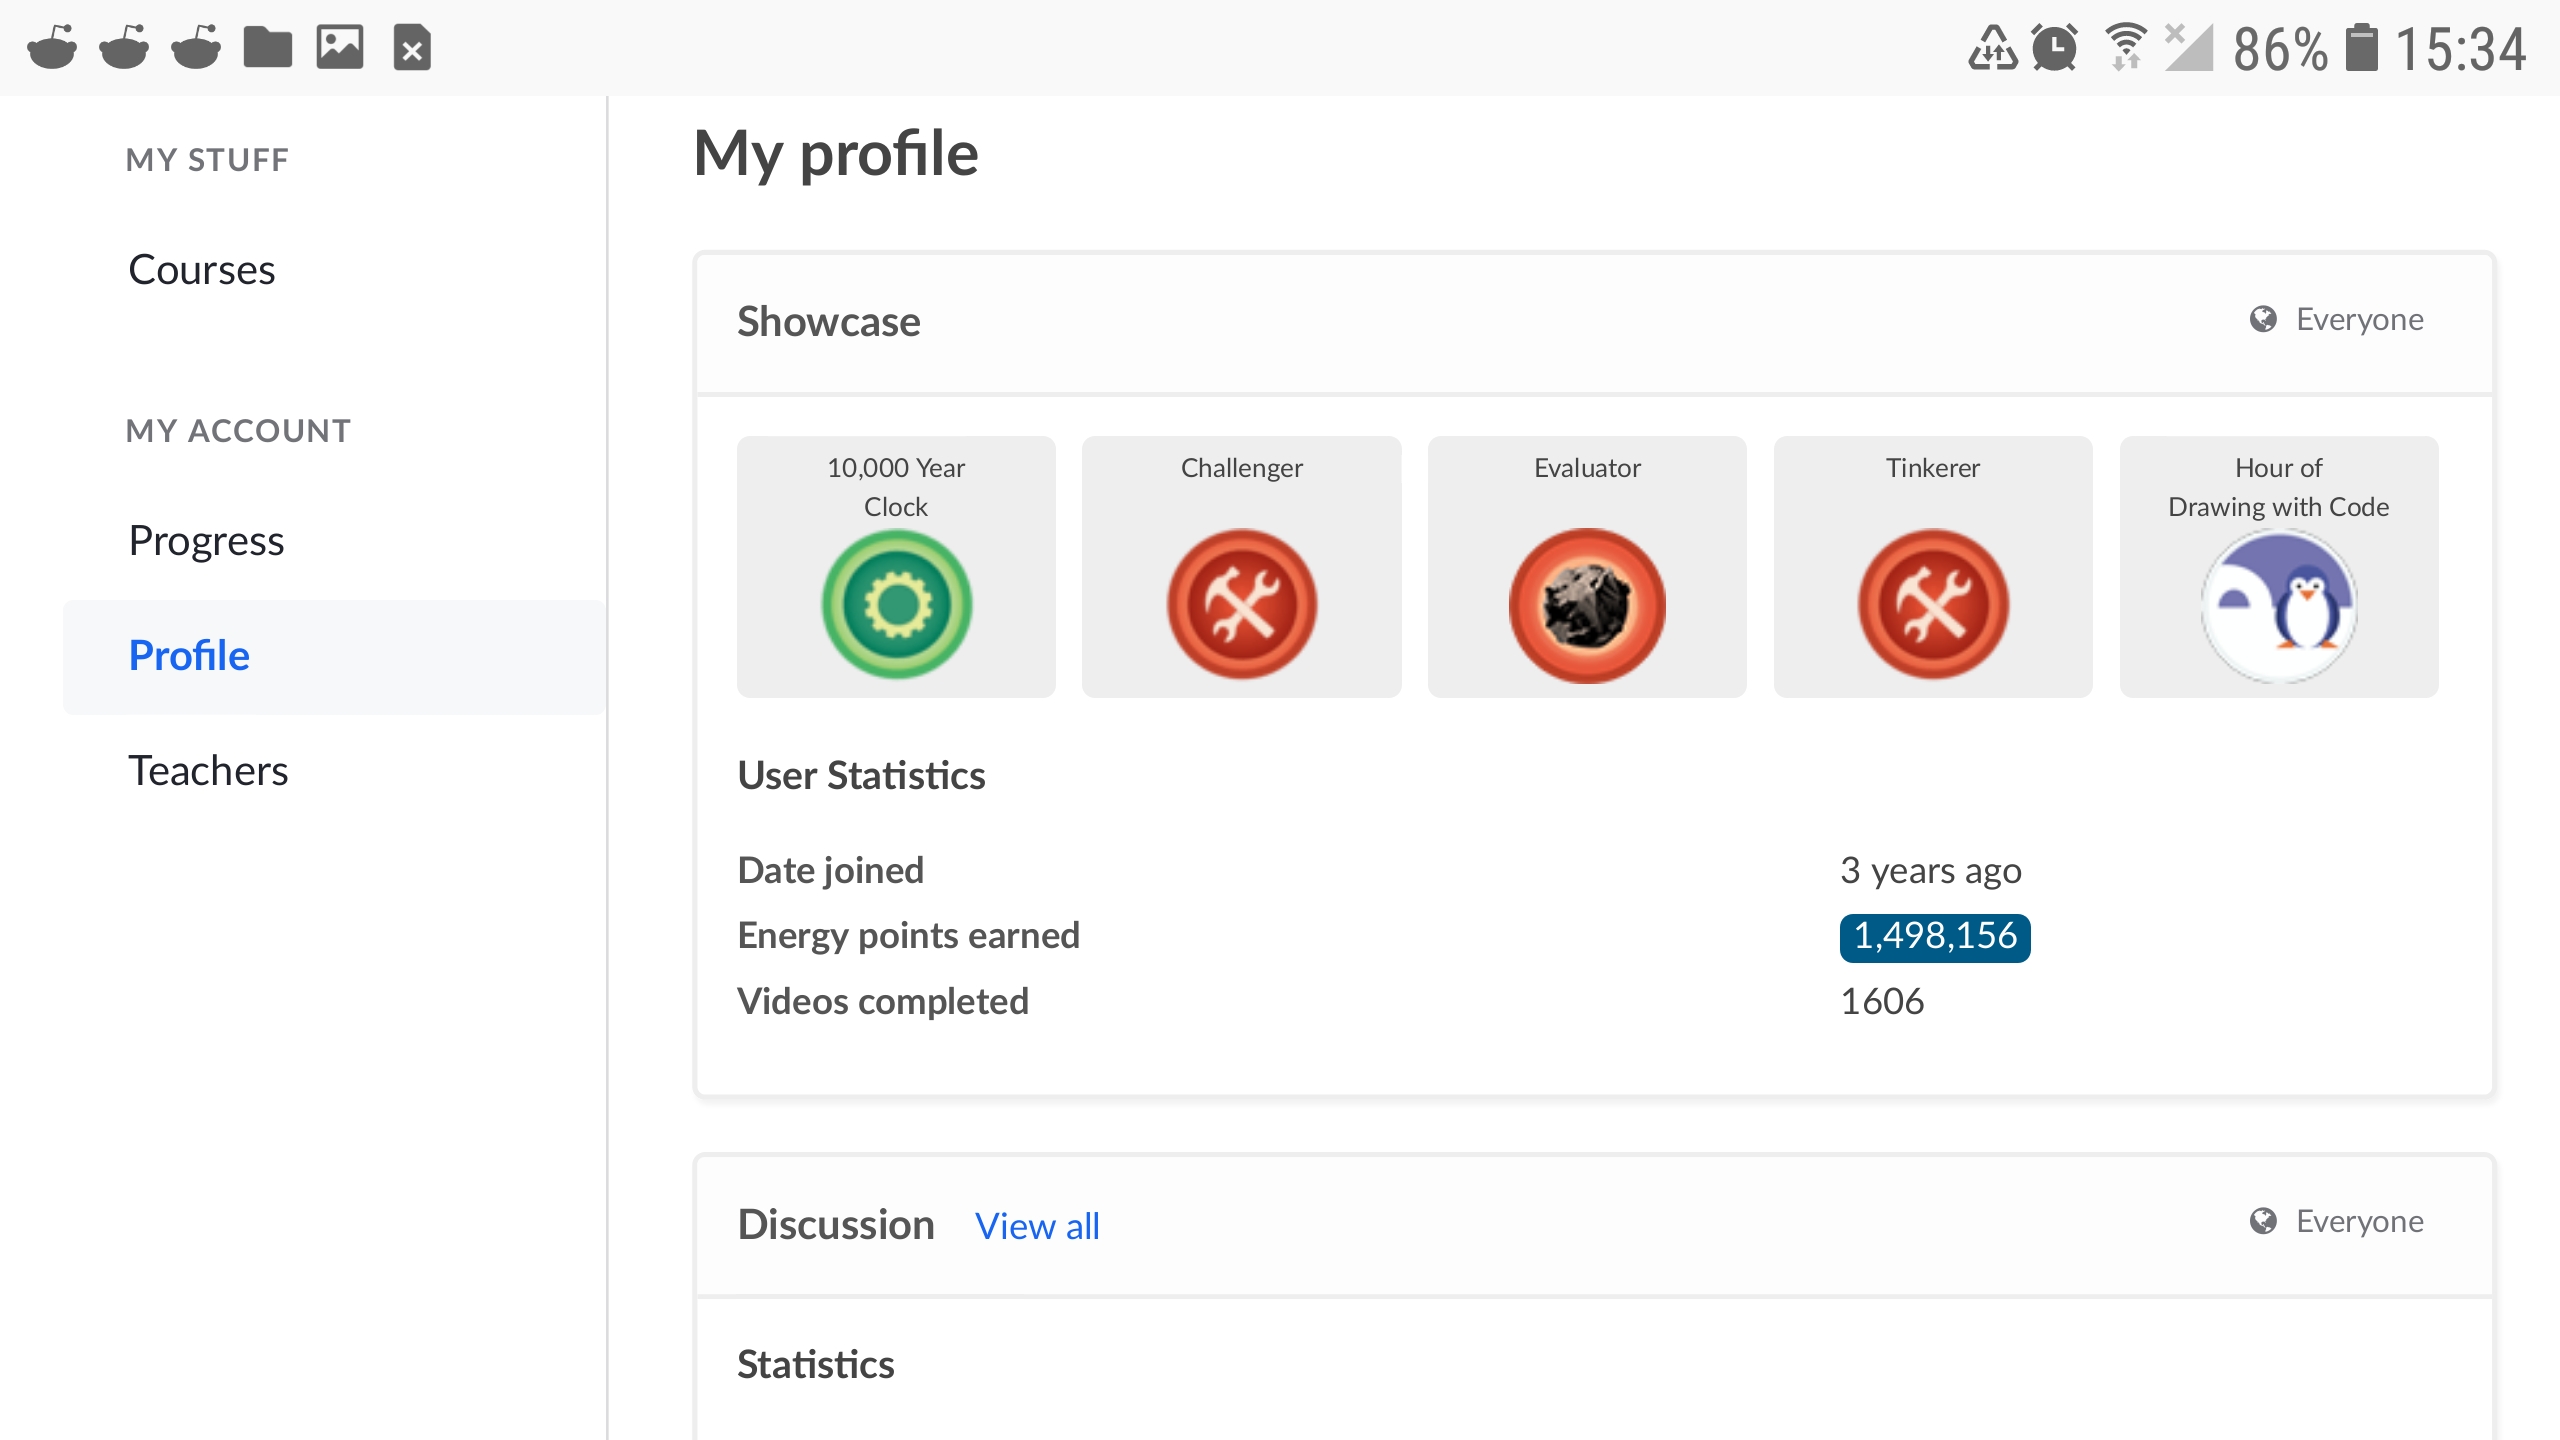 86% 15:34
MY STUFF
Courses
MY ACCOUNT
Progress
Profile
Teachers
My profile
Showcase
Everyone
10,000 Year
Clock
Challenger
Evaluator
Tinkerer
Hour of
Drawing with Code
User Statistics
Date joined 3 years ago
Energy points earned 1,498,156
Videos completed 1606
Discussion View all
Everyone
Statistics